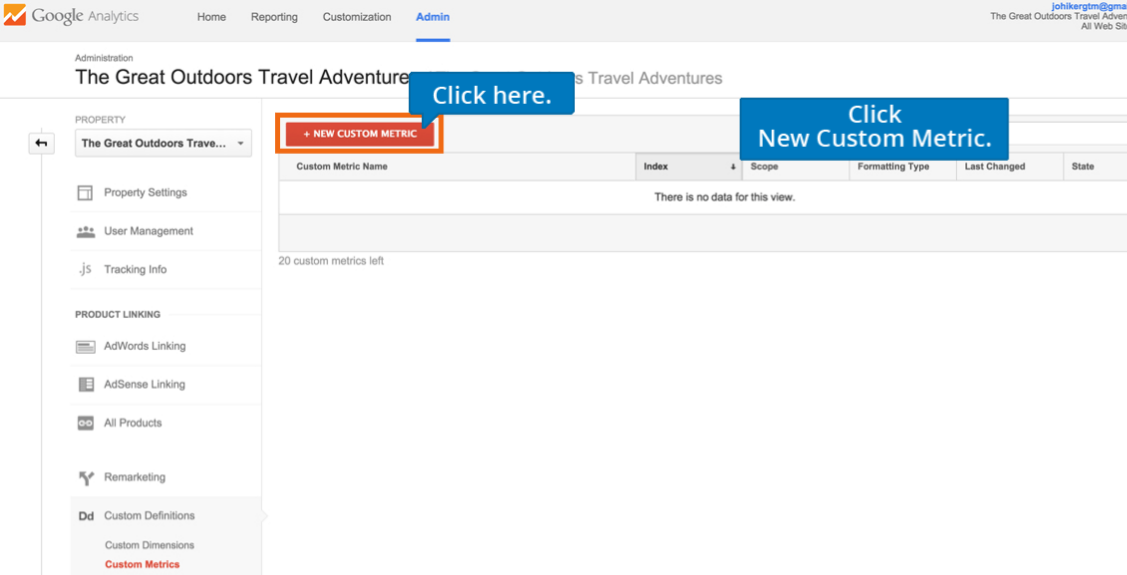 Google Analytics
Home
Reporting
Customization
Admin
johikergtm@gmai
The Great Outdoors Travel Adven
All Web Site
Administration
The Great Outdoors Travel Adventure
s Travel Adventures
Click here.
Click
New Custom Metric.
PROPERTY
The Great Outdoors Trave...
Property Settings
User Management
.js Tracking Info
PRODUCT LINKING
AdWords Linking
AdSense Linking
All Products
Remarketing
Dd Custom Definitions
Custom Dimensions
Custom Metrics
+ NEW CUSTOM METRIC
Custom Metric Name
Index
Scope
Formatting Type
Last Changed
State
There is no data for this view.
20 custom metrics left